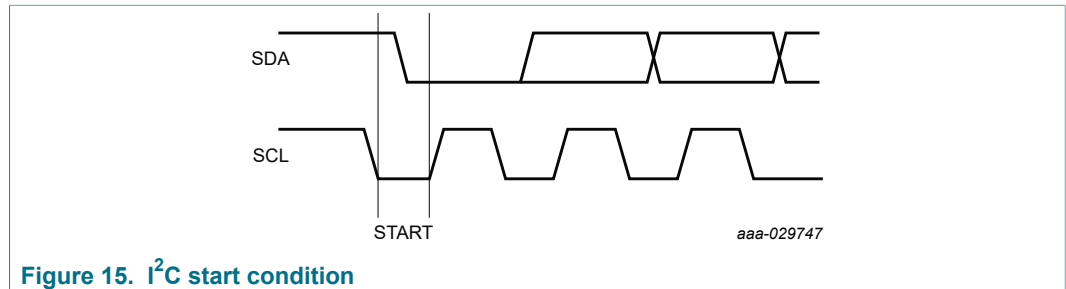 SDA
SCL
START
aaa-029747
Figure 15. I²C start condition